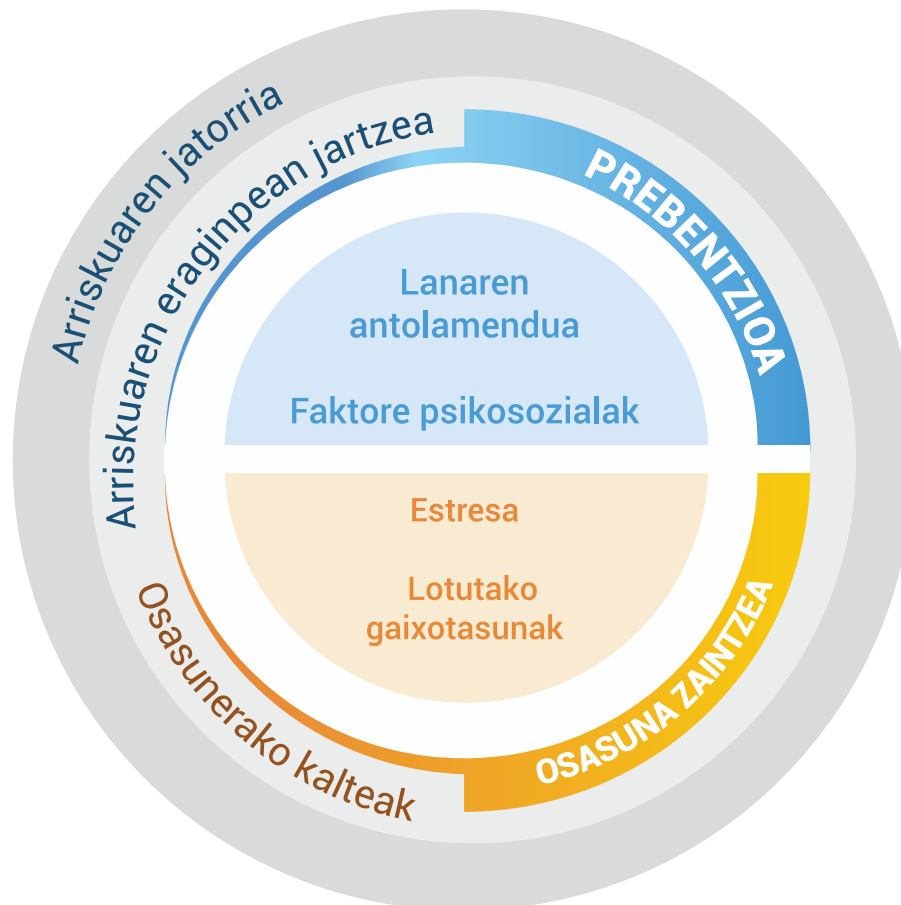 Arriskuaren jatorria
Arriskuaren eraginpean jartzea
PREBENTZIOA
Lanaren
antolamendua
Faktore psikosozialak
Estresa
Lotutako
gaixotasunak
OSASUNA ZAINTZEA
Osasunerako kalteak